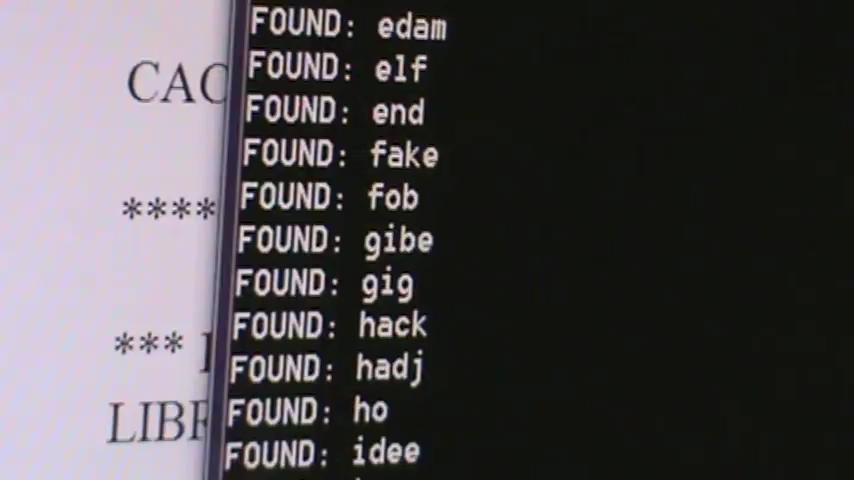 CAC
****
***
LIBR
FOUND: edam
FOUND: elf
FOUND: end
FOUND: fake
FOUND: fob
FOUND: gibe
FOUND: gig
FOUND: hack
FOUND: hadj
FOUND: ho
FOUND: idee